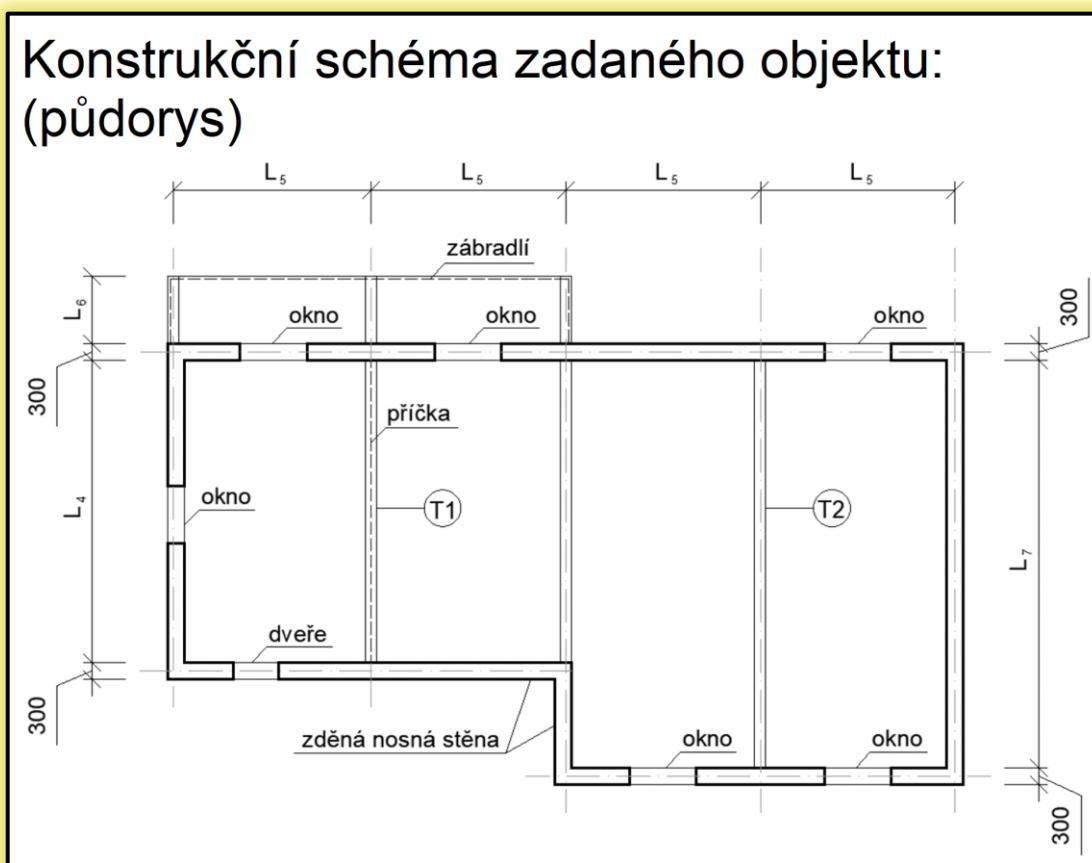 Konstrukční schéma zadaného objektu:
(půdorys)
L5 L5 L5 L5
zábradlí
L6
okno okno okno
300
300
příčka
L4
okno
T1 T2
L7
dveře
300
zděná nosná stěna
okno okno
300